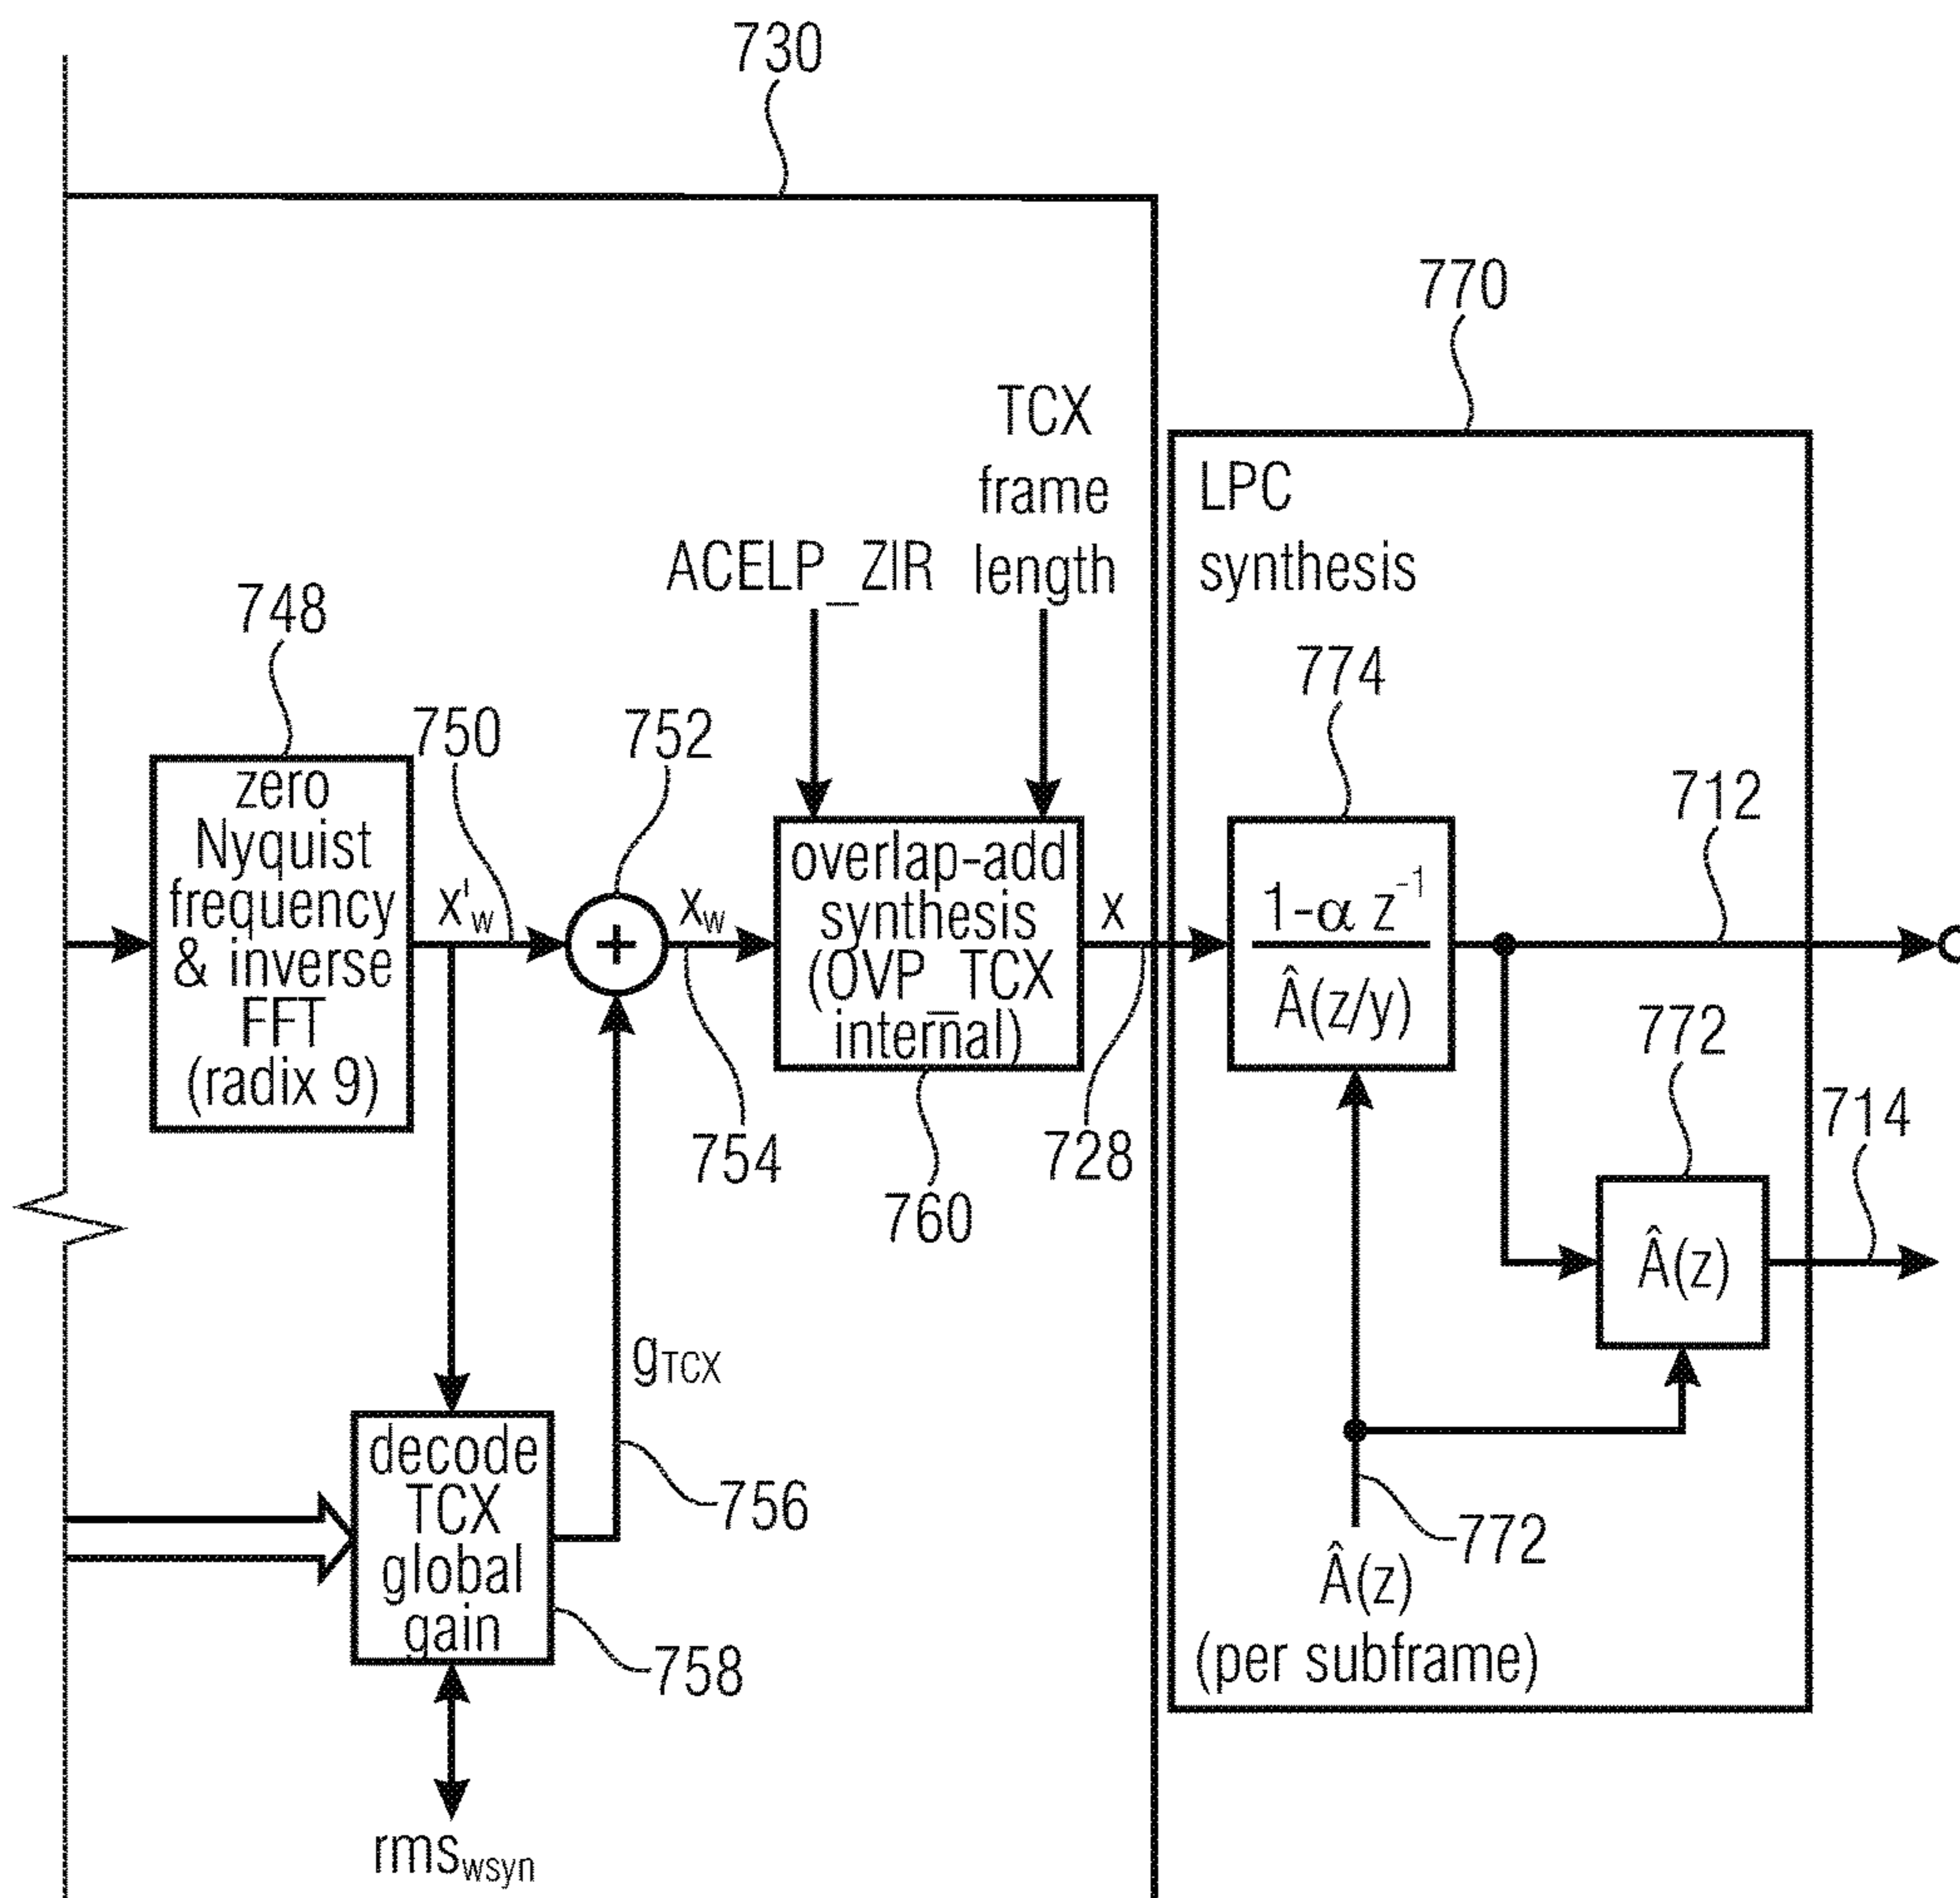 730
770
TCX
frame
length
ACELP_ZIR
LPC
synthesis
748
750
752
774
712
zero
Nyquist
frequency
& inverse
FFT
(radix 9)
x'w
+
xw
overlap-add
synthesis
(OVP_TCX
internal)
x
1-α z⁻¹
Â(z/y)
772
714
754
760
728
Â(z)
gTCX
decode
TCX
global
gain
756
758
772
Â(z)
(per subframe)
rmswsyn